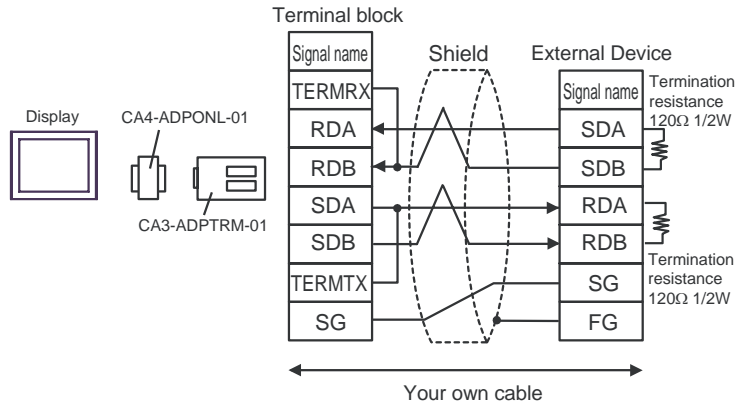 Terminal block
Shield
External Device
Signal name
TERMRX
RDA
RDB
SDA
SDB
TERMTX
SG
Signal name
SDA
SDB
RDA
RDB
SG
FG
Termination
resistance
120Ω 1/2W
Termination
resistance
120Ω 1/2W
Display
CA4-ADPONL-01
CA3-ADPTRM-01
Your own cable